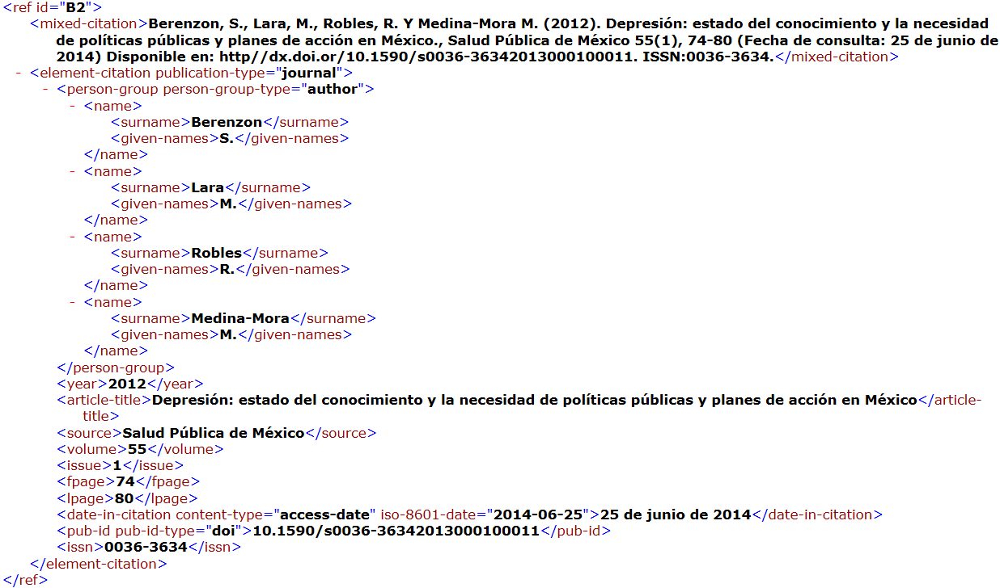 <ref id="B2">
<mixed-citation>Berenzon, S., Lara, M., Robles, R. Y Medina-Mora M. (2012). Depresión: estado del conocimiento y la necesidad
de políticas públicas y planes de acción en México., Salud Pública de México 55(1), 74-80 (Fecha de consulta: 25 de junio de
2014) Disponible en: http//dx.doi.or/10.1590/s0036-36342013000100011. ISSN:0036-3634.</mixed-citation>
- <element-citation publication-type="journal">
- <person-group person-group-type="author">
- <name>
<surname>Berenzon</surname>
<given-names>S.</given-names>
</name>
- <name>
<surname>Lara</surname>
<given-names>M.</given-names>
</name>
- <name>
<surname>Robles</surname>
<given-names>R.</given-names>
</name>
- <name>
<surname>Medina-Mora</surname>
<given-names>M.</given-names>
</name>
</person-group>
<year>2012</year>
<article-title>Depresión: estado del conocimiento y la necesidad de políticas públicas y planes de acción en México</article-
title>
<source>Salud Pública de México</source>
<volume>55</volume>
<issue>1</issue>
<fpage>74</fpage>
<lpage>80</lpage>
<date-in-citation content-type="access-date" iso-8601-date="2014-06-25">25 de junio de 2014</date-in-citation>
<pub-id pub-id-type="doi">10.1590/s0036-36342013000100011</pub-id>
<issn>0036-3634</issn>
</element-citation>
</ref>